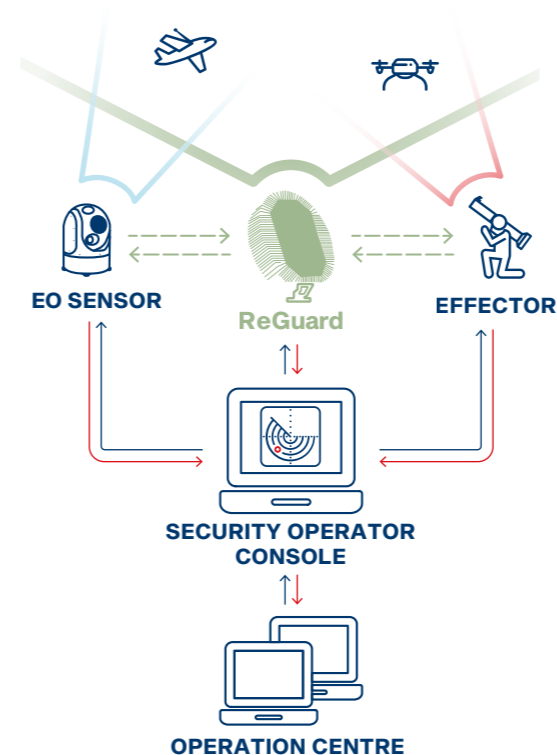 EO SENSOR
ReGuard
EFFECTOR
SECURITY OPERATOR
CONSOLE
OPERATION CENTRE